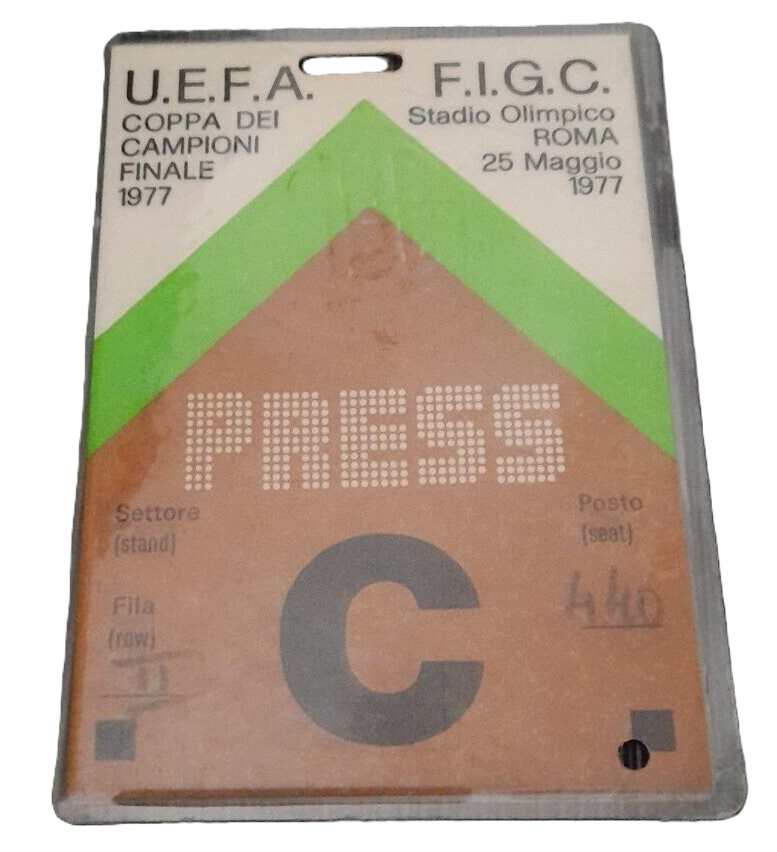 U.E.F.A.
COPPA DEI
CAMPIONI
FINALE
1977
F.I.G.C.
Stadio Olimpico
ROMA
25 Maggio
1977
PRESS
Settore
(stand)
Posto
(seat)
C
440
Fila
(row)